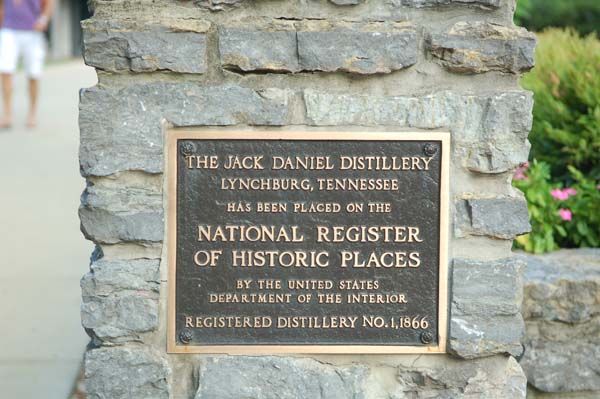 THE JACK DANIEL DISTILLERY
LYNCHBURG, TENNESSEE
HAS BEEN PLACED ON THE
NATIONAL REGISTER
OF HISTORIC PLACES
BY THE UNITED STATES
DEPARTMENT OF THE INTERIOR
REGISTERED DISTILLERY NO. 1, 1866